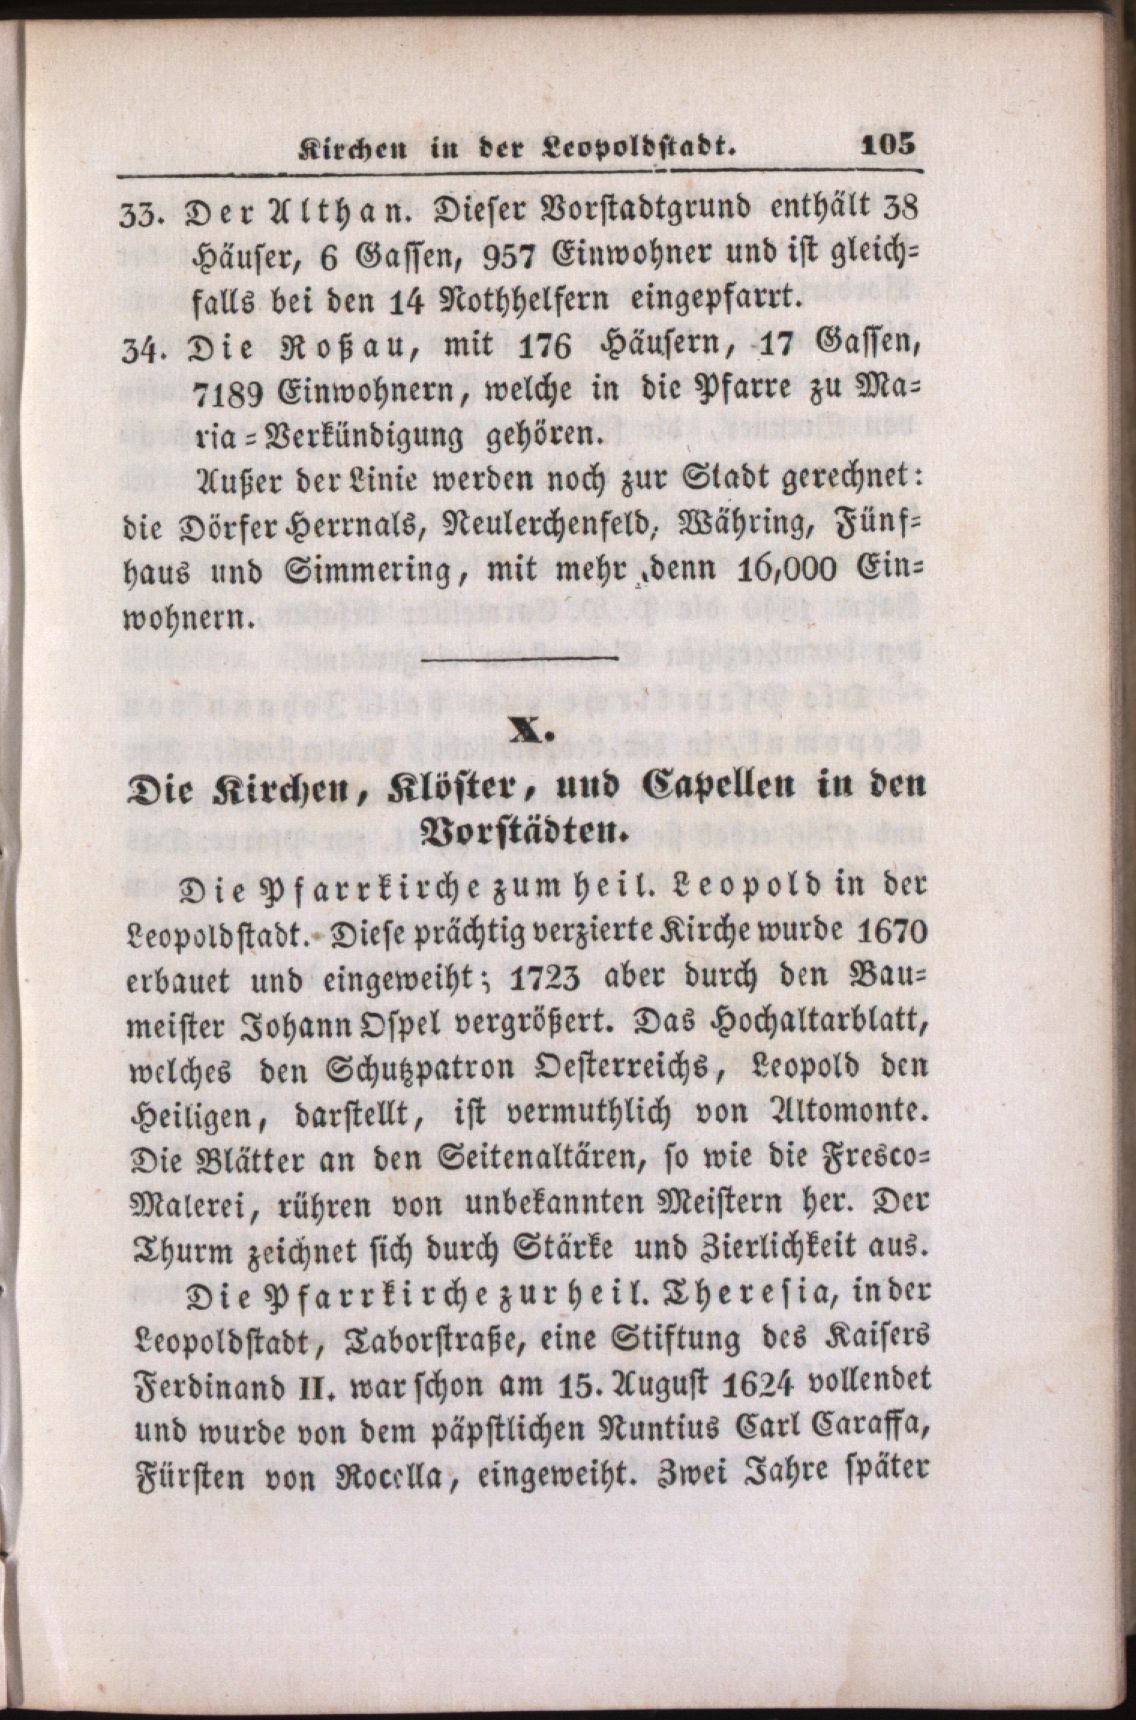 Kirchen in der Leopoldstadt. 105
33. Der Althan. Dieser Vorstadtgrund enthält 38
Häuser, 6 Gassen, 957 Einwohner und ist gleich-
falls bei den 14 Nothhelfern eingepfarrt.
34. Die Roßau, mit 176 Häusern, 17 Gassen,
7189 Einwohnern, welche in die Pfarre zu Ma-
ria-Verkündigung gehören.
Außer der Linie werden noch zur Stadt gerechnet:
die Dörfer Herrnals, Neulerchenfeld, Währing, Fünf-
haus und Simmering, mit mehr denn 16,000 Ein-
wohnern.
X.
Die Kirchen, Klöster, und Capellen in den
Vorstädten.
Die Pfarrkirche zum heil. Leopold in der
Leopoldstadt. Diese prächtig verzierte Kirche wurde 1670
erbauet und eingeweiht; 1723 aber durch den Bau-
meister Johann Ospel vergrößert. Das Hochaltarblatt,
welches den Schutzpatron Oesterreichs, Leopold den
Heiligen, darstellt, ist vermuthlich von Altomonte.
Die Blätter an den Seitenaltären, so wie die Fresco-
Malerei, rühren von unbekannten Meistern her. Der
Thurm zeichnet sich durch Stärke und Zierlichkeit aus.
Die Pfarrkirche zur heil. Theresia, in der
Leopoldstadt, Taborstraße, eine Stiftung des Kaisers
Ferdinand II. war schon am 15. August 1624 vollendet
und wurde von dem päpstlichen Nuntius Carl Caraffa,
Fürsten von Rocella, eingeweiht. Zwei Jahre später